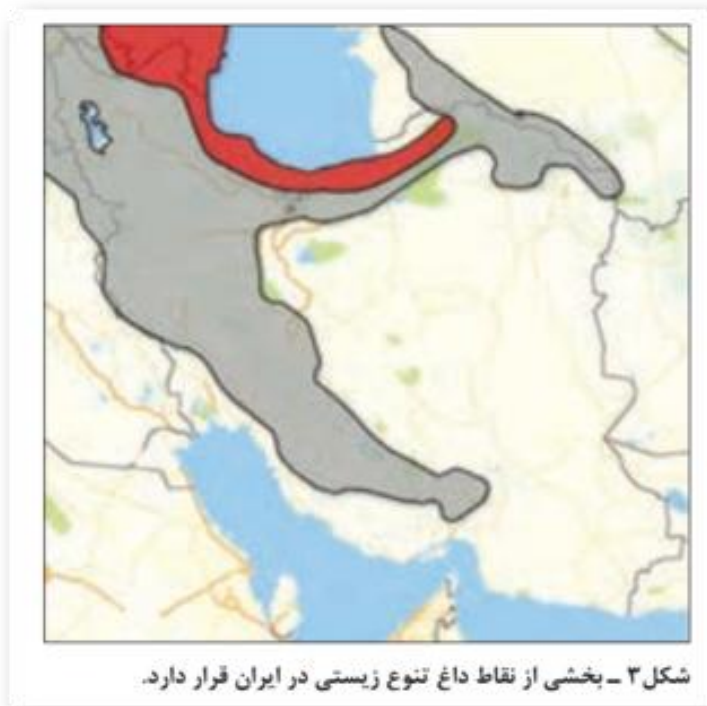 شکل ۳ ـ بخشی از نقاط داغ تنوع زیستی در ایران قرار دارد.